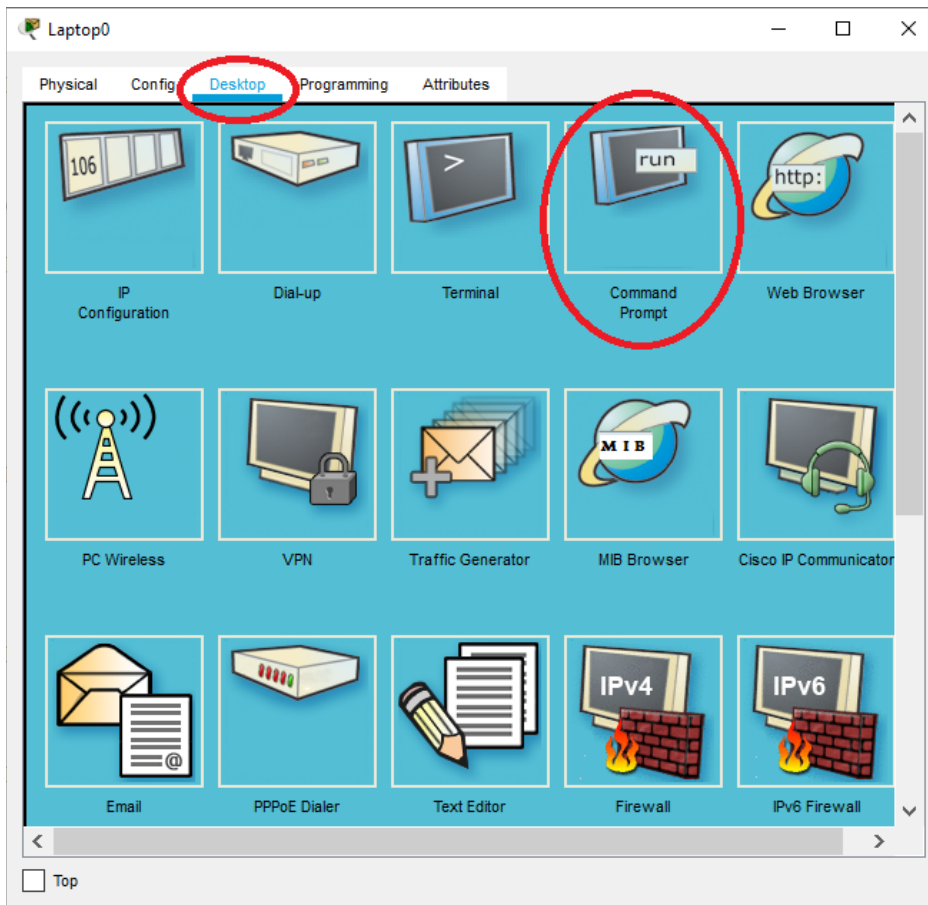 Laptop0
Physical
Config
Desktop
Programming
Attributes
106
>
run
http:
IP
Configuration
Dial-up
Terminal
Command
Prompt
Web Browser
MIB
PC Wireless
VPN
Traffic Generator
MIB Browser
Cisco IP Communicator
@
IPv4
IPv6
Email
PPPoE Dialer
Text Editor
Firewall
IPv6 Firewall
Top